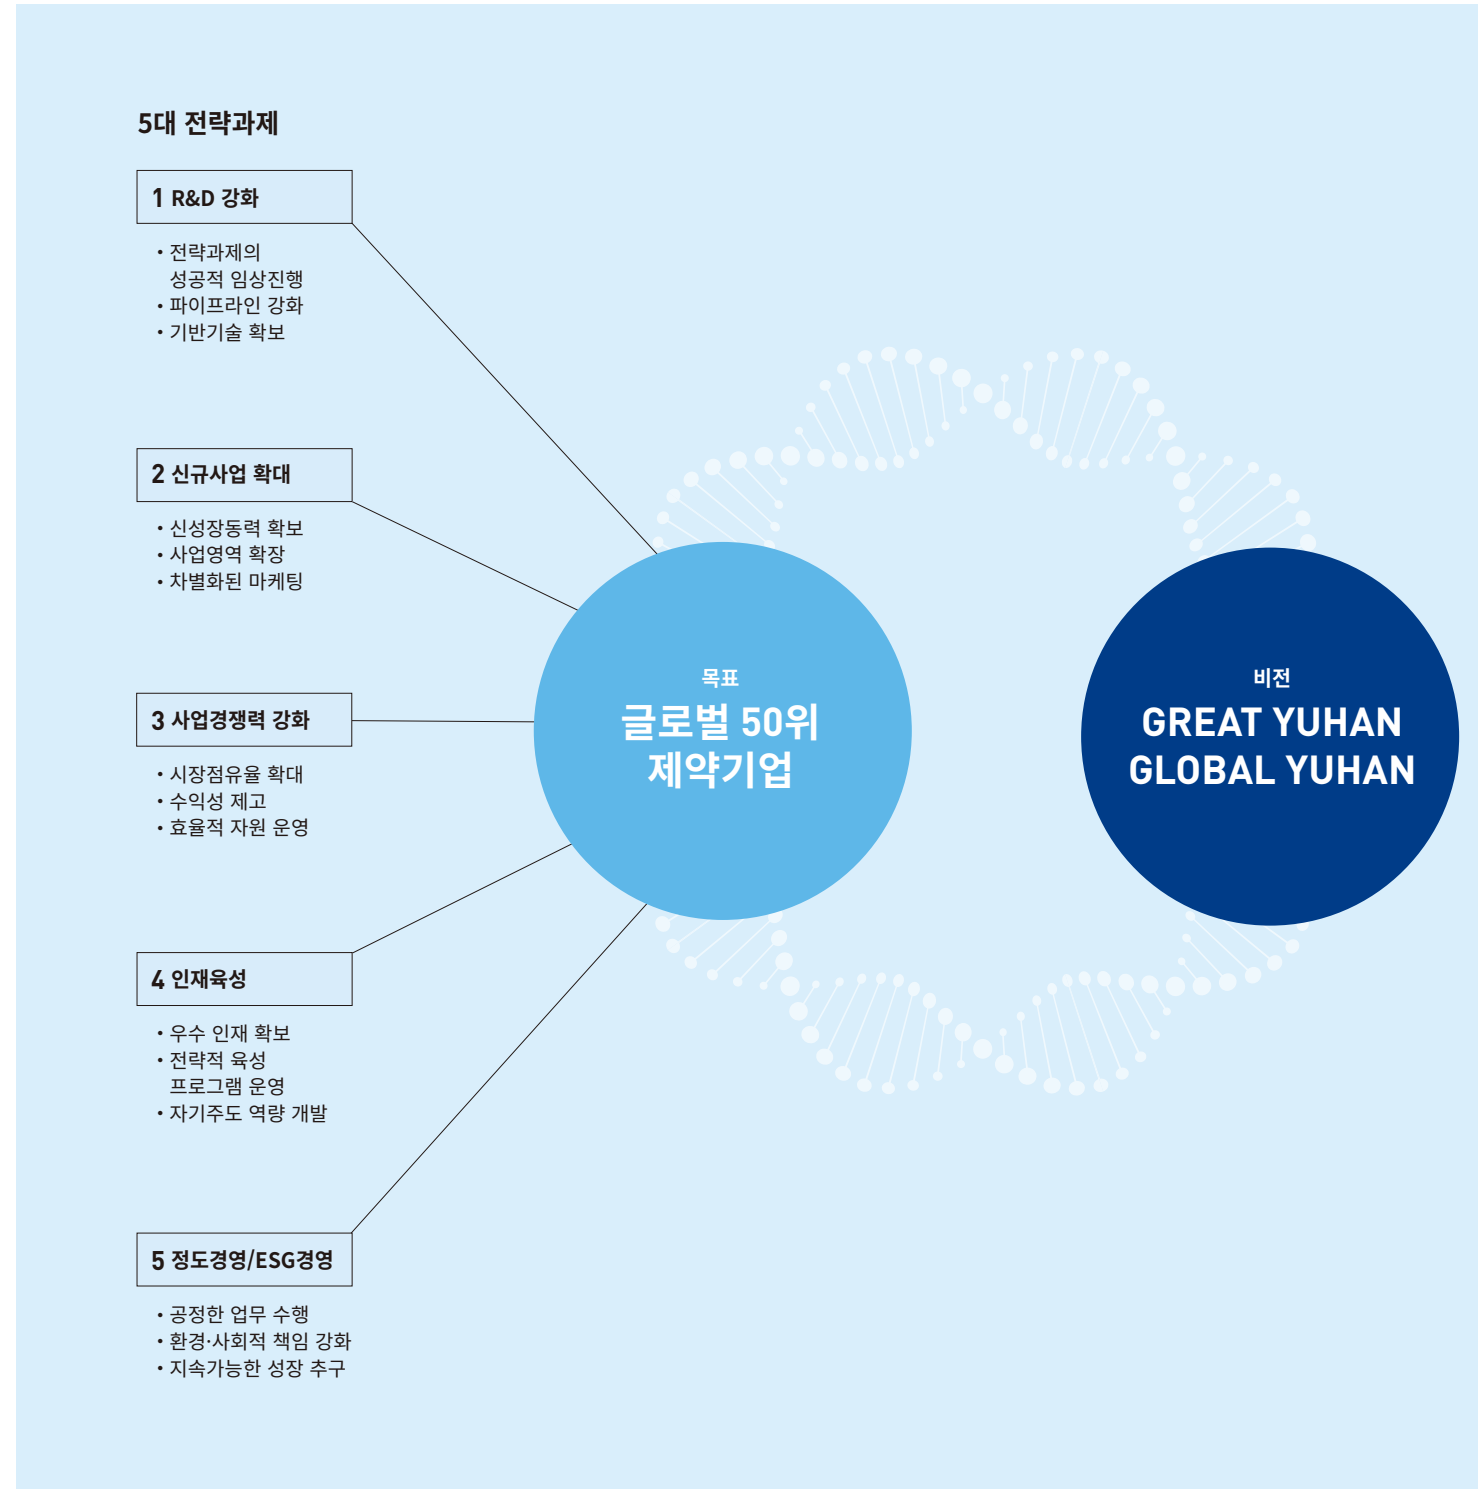 5대 전략과제
1 R&D 강화
• 전략과제의
성공적 임상진행
• 파이프라인 강화
• 기반기술 확보
2 신규사업 확대
• 신성장동력 확보
• 사업영역 확장
• 차별화된 마케팅
3 사업경쟁력 강화
• 시장점유율 확대
• 수익성 제고
• 효율적 자원 운영
4 인재육성
• 우수 인재 확보
• 전략적 육성
프로그램 운영
• 자기주도 역량 개발
5 정도경영/ESG경영
• 공정한 업무 수행
• 환경·사회적 책임 강화
• 지속가능한 성장 추구
목표
글로벌 50위
제약기업
비전
GREAT YUHAN
GLOBAL YUHAN